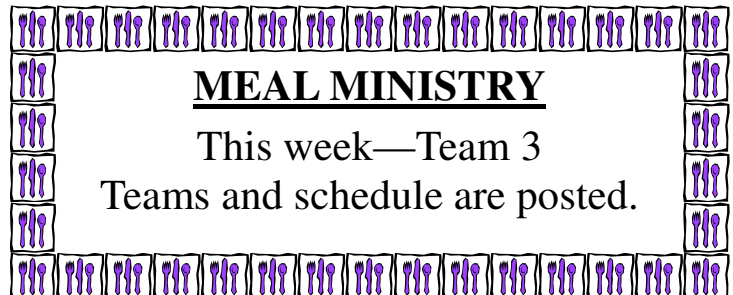 MEAL MINISTRY
This week—Team 3
Teams and schedule are posted.